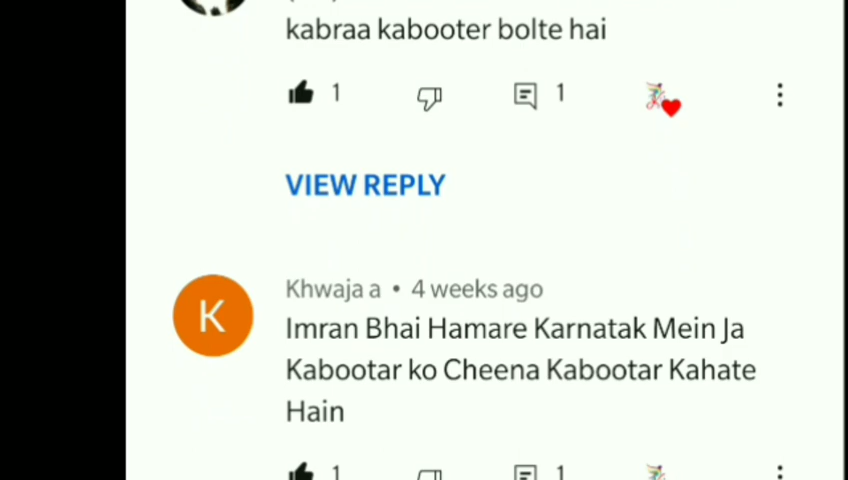 kabraa kabooter bolte hai
1
1
VIEW REPLY
K
Khwaja a • 4 weeks ago
Imran Bhai Hamare Karnatak Mein Ja
Kabootar ko Cheena Kabootar Kahate
Hain
1
1